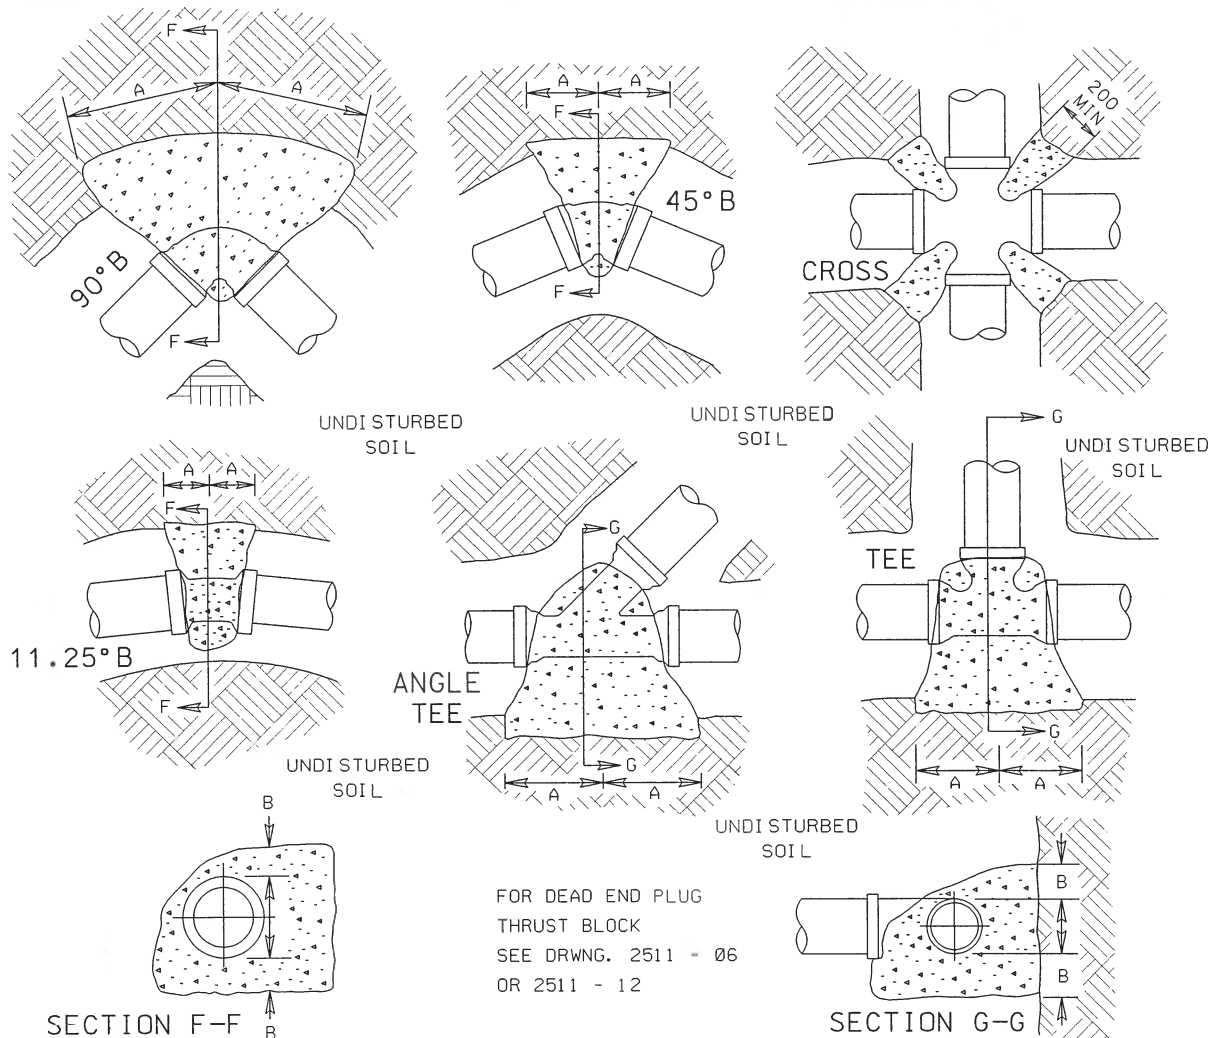 F
A
A
F
90°B
A
A
F
45°B
F
200
MIN
CROSS
UNDISTURBED
SOIL
UNDISTURBED
SOIL
G
UNDISTURBED
SOIL
A
A
F
11.25°B
F
G
ANGLE
TEE
G
A
A
TEE
G
A
A
UNDISTURBED
SOIL
UNDISTURBED
SOIL
B
B
SECTION F-F
FOR DEAD END PLUG
THRUST BLOCK
SEE DRWNG. 2511 - 06
OR 2511 - 12
B
B
SECTION G-G